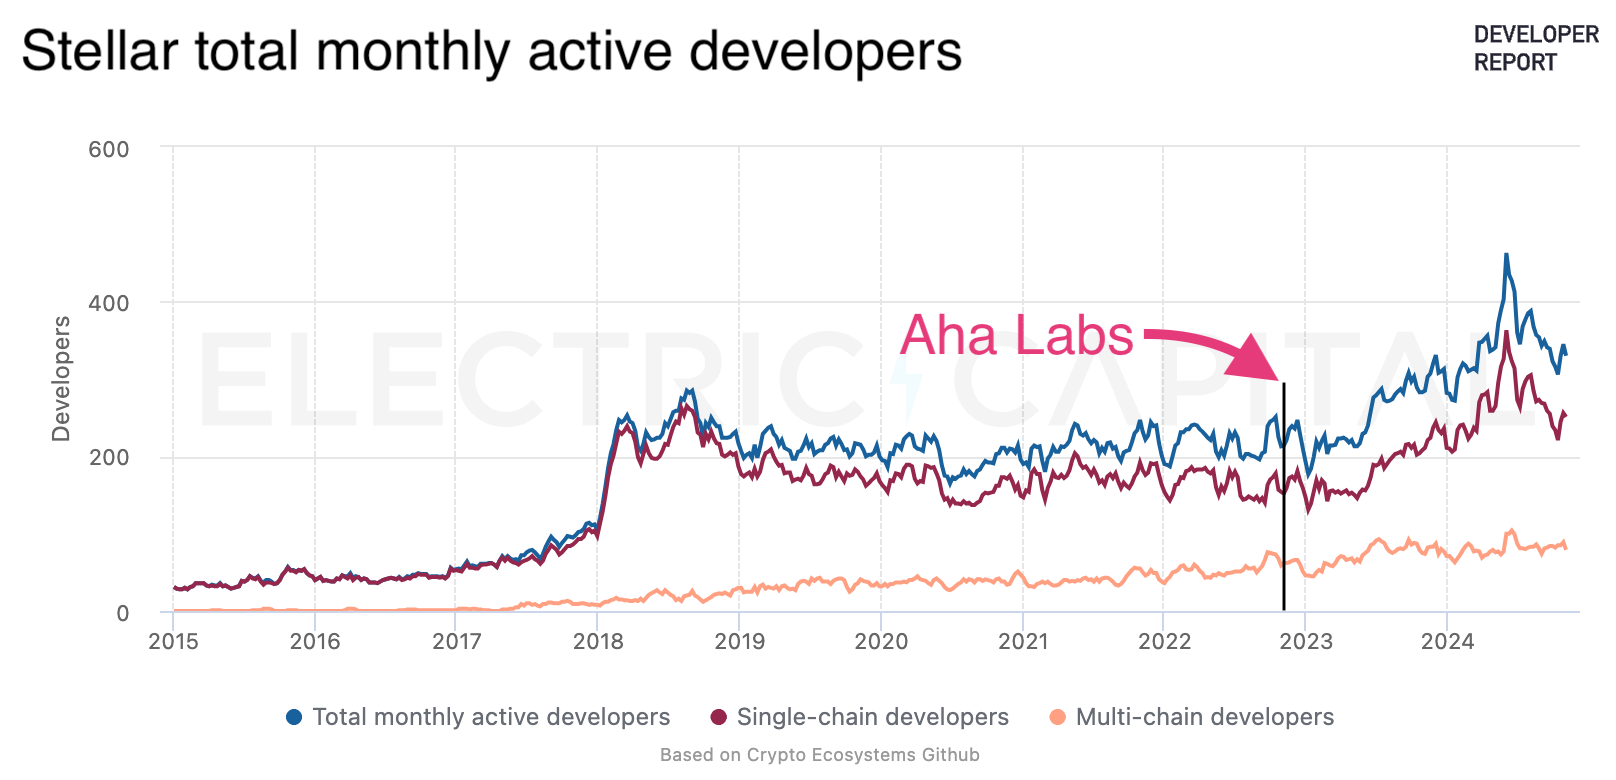 Stellar total monthly active developers
DEVELOPER
REPORT
600
400
200
0
Developers
ELECTRIC CAPITAL
Aha Labs
2015 2016 2017 2018 2019 2020 2021 2022 2023 2024
Total monthly active developers Single-chain developers Multi-chain developers
Based on Crypto Ecosystems Github